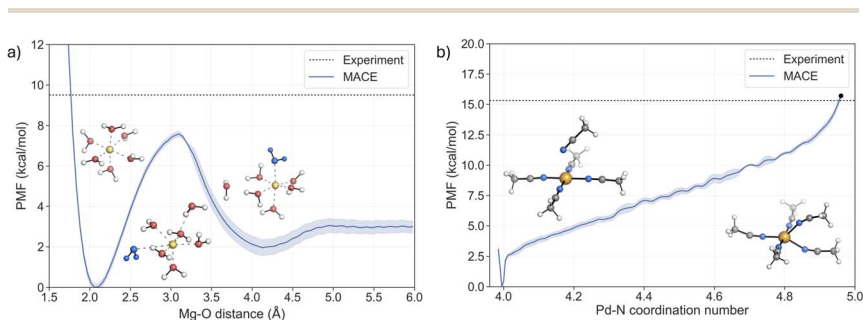 a)
12
10
8
6
4
2
0
PMF (kcal/mol)
Experiment
MACE
1.5 2.0 2.5 3.0 3.5 4.0 4.5 5.0 5.5 6.0
Mg-O distance (Å)
b)
20.0
17.5
15.0
12.5
10.0
7.5
5.0
2.5
0.0
PMF (kcal/mol)
Experiment
MACE
4.0 4.2 4.4 4.6 4.8 5.0
Pd-N coordination number